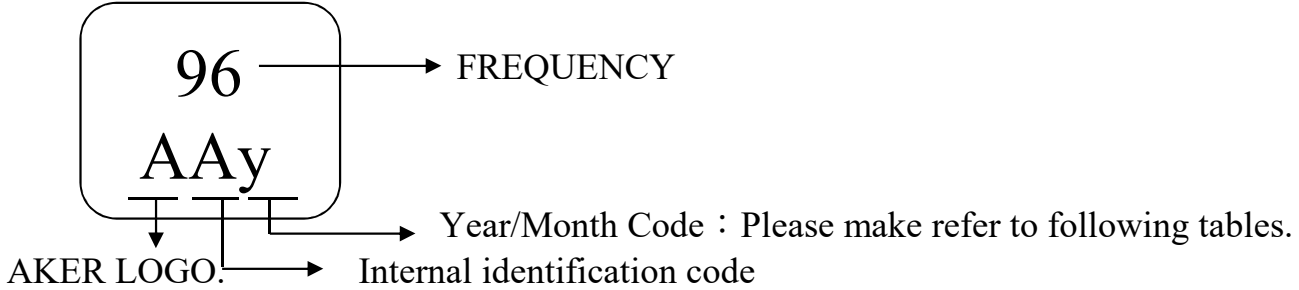 96
FREQUENCY
AAy
Year/Month Code：Please make refer to following tables.
AKER LOGO.
Internal identification code